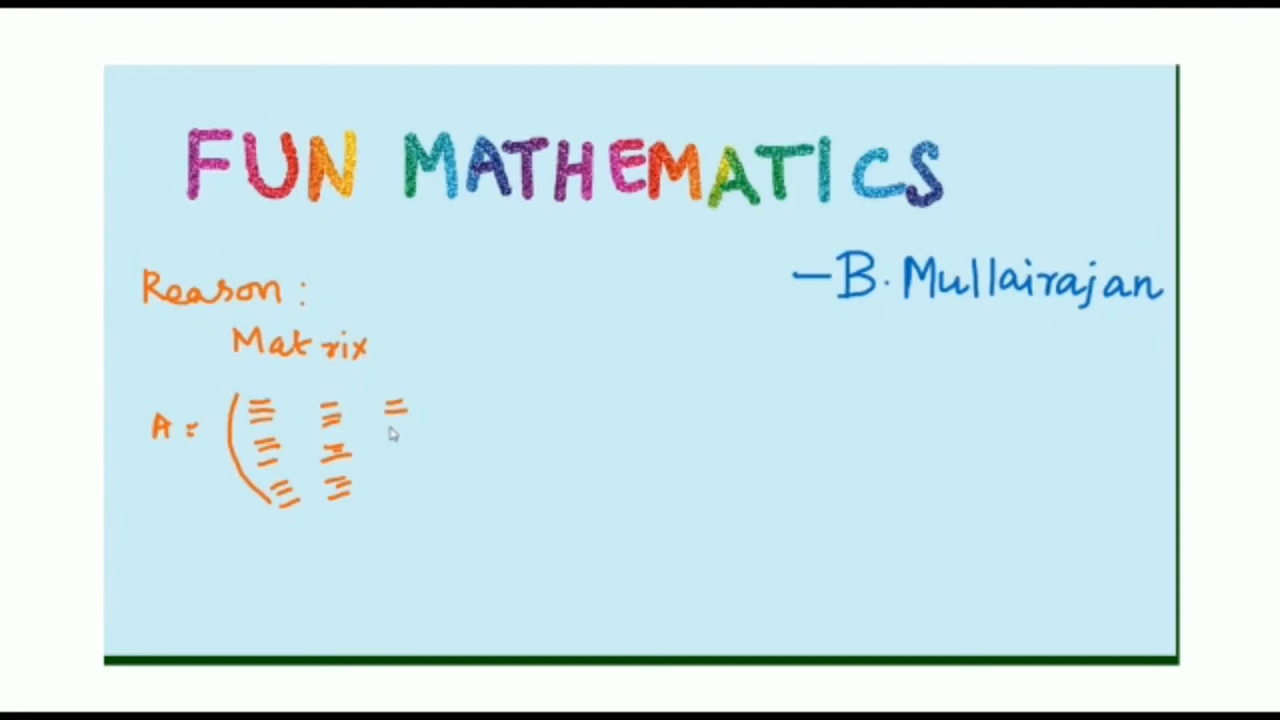 FUN MATHEMATICS
—B. Mullairajan
Reason :
Matrix
A = (